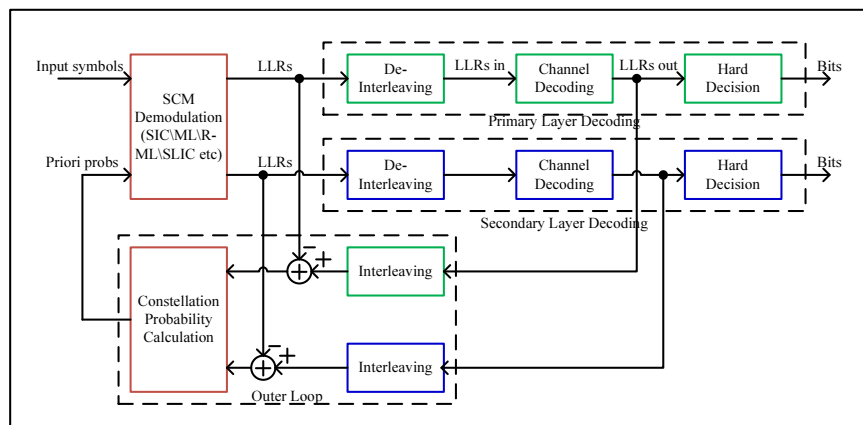 Input symbols
Priori probs
SCM
Demodulation
(SIC\ML\R-
ML\SLIC etc)
LLRs
LLRs
De-
Interleaving
LLRs in
Channel
Decoding
LLRs out
Hard
Decision
Bits
Primary Layer Decoding
De-
Interleaving
Channel
Decoding
Hard
Decision
Bits
Secondary Layer Decoding
Constellation
Probability
Calculation
Interleaving
Interleaving
Outer Loop